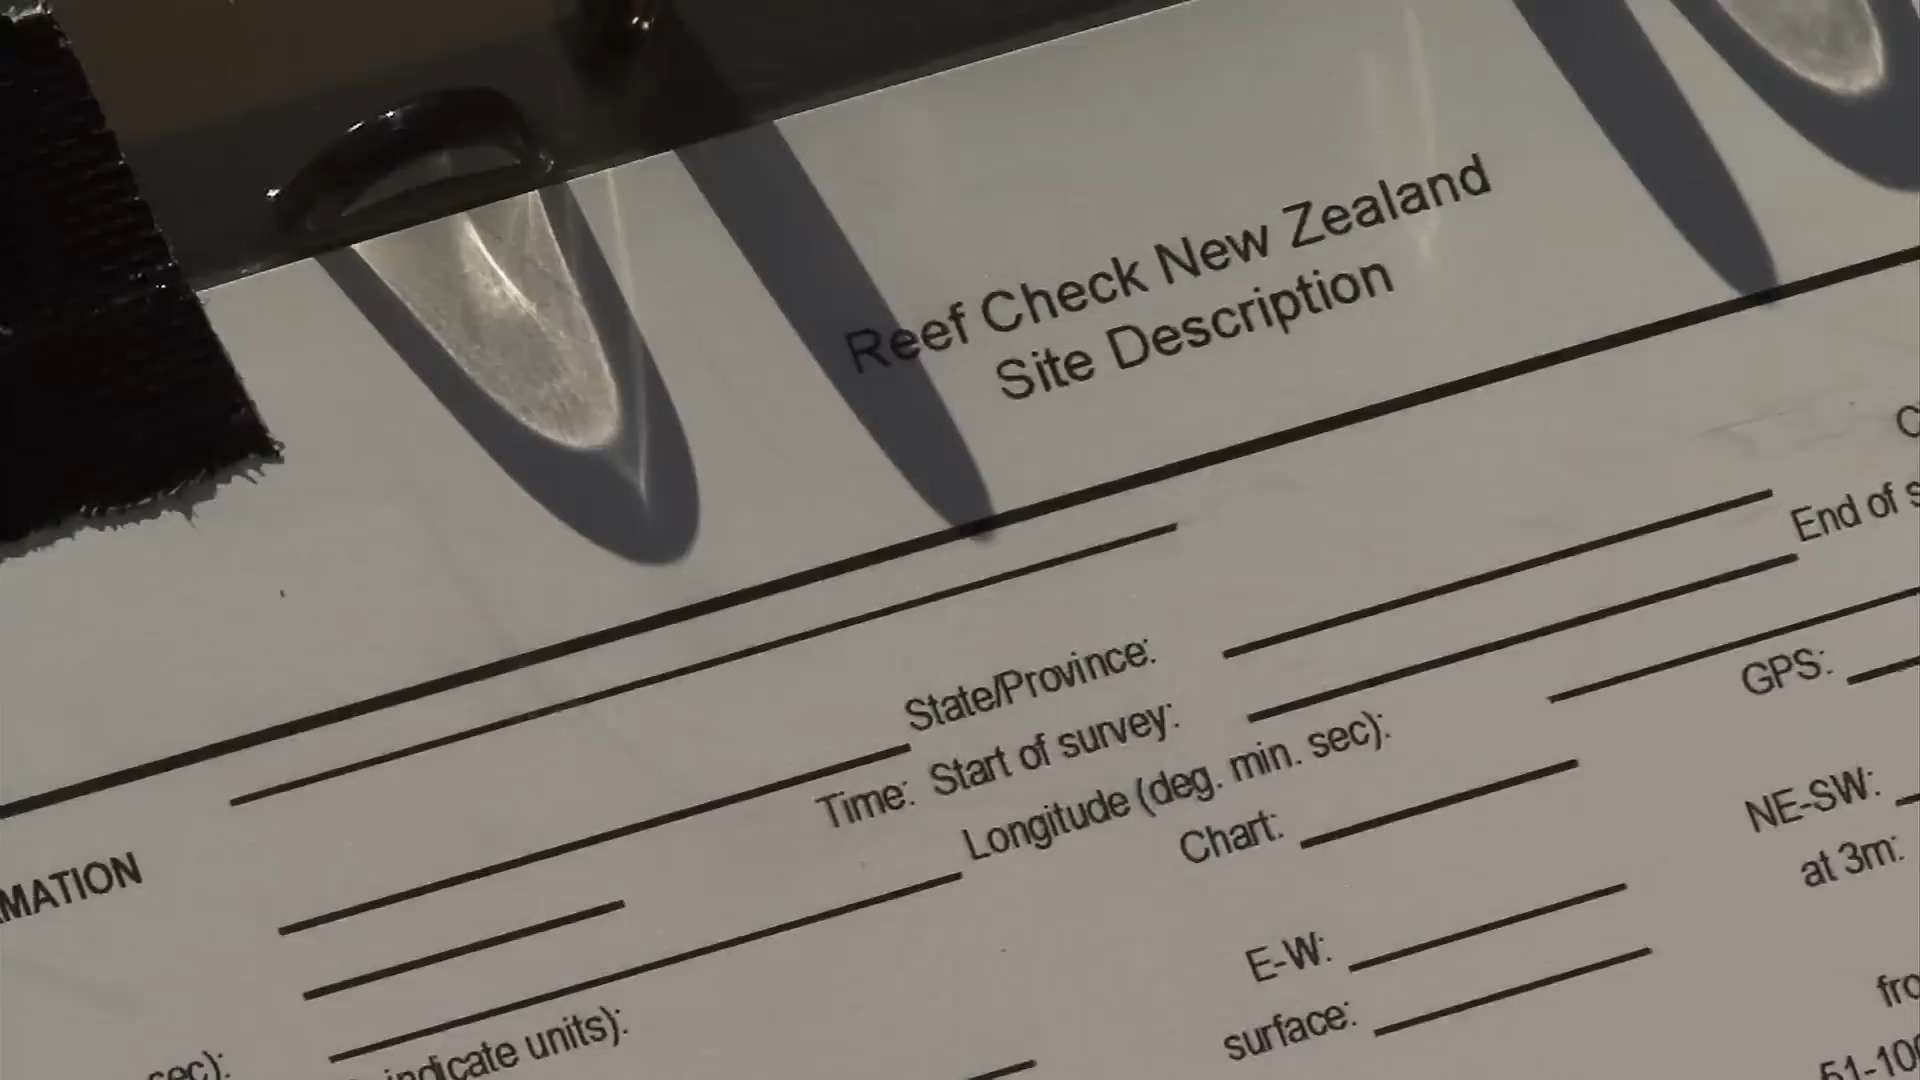 Reef Check New Zealand
Site Description
State/Province:
End of
Time: Start of survey:
MATION
Longitude (deg. min. sec):
GPS:
Chart:
NE-SW:
sec):
indicate units):
E-W:
at 3m:
surface: